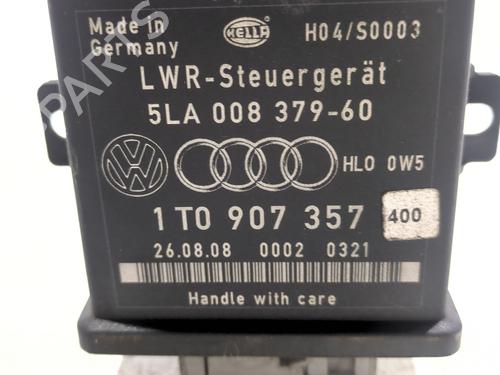 Made in
Germany
HELLA
H04/S0003
LWR-Steuergerät
5LA 008 379-60
VW
HLO 0W5
1T0 907 357 400
26.08.08 0002 0321
Handle with care
PARTS